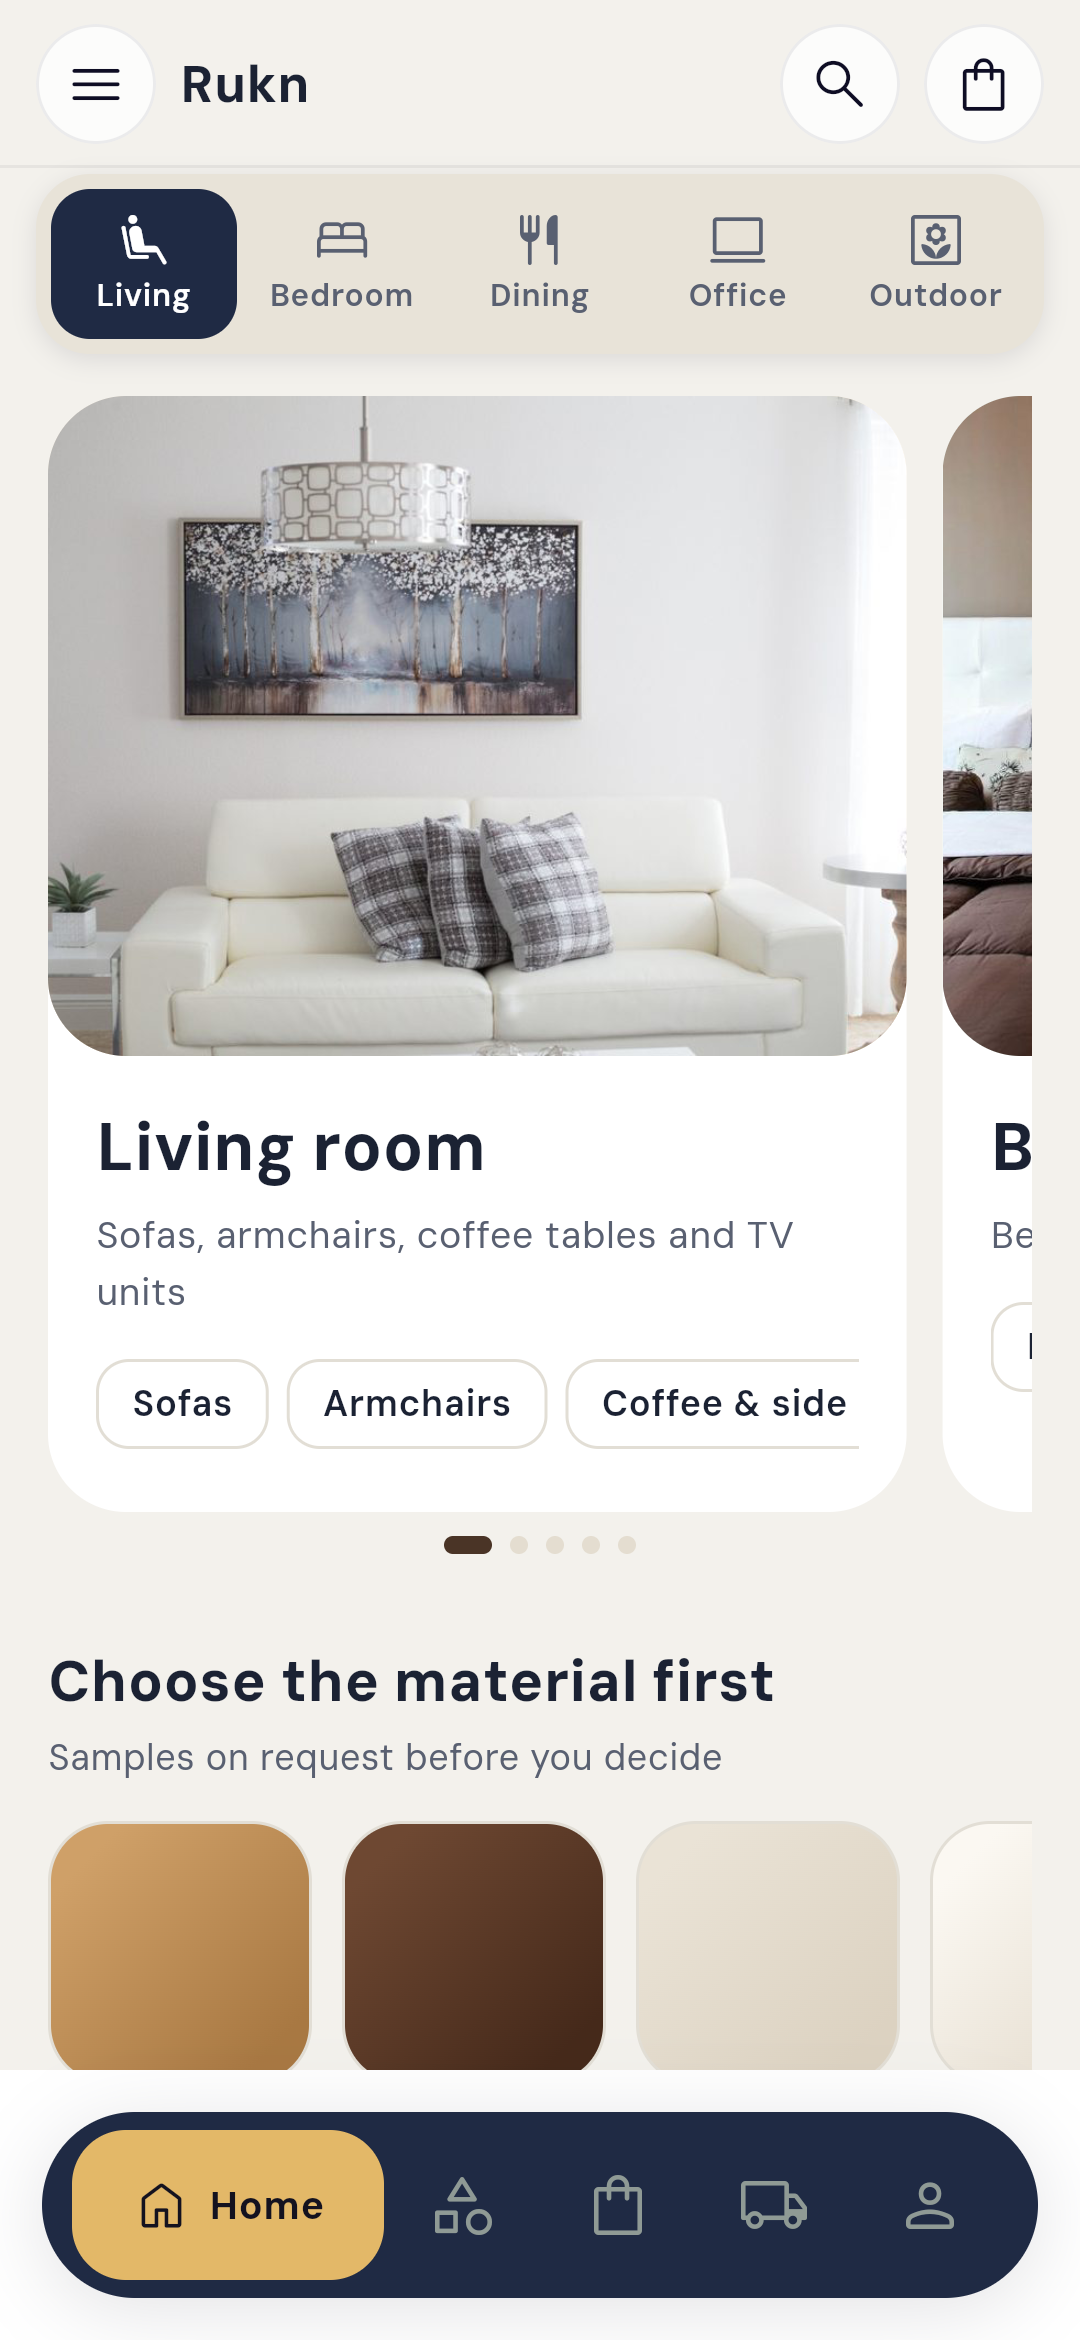 Rukn
Living
Bedroom
Dining
Office
Outdoor
Living room
Sofas, armchairs, coffee tables and TV
units
Sofas
Armchairs
Coffee & side
B
Be
Choose the material first
Samples on request before you decide
Home